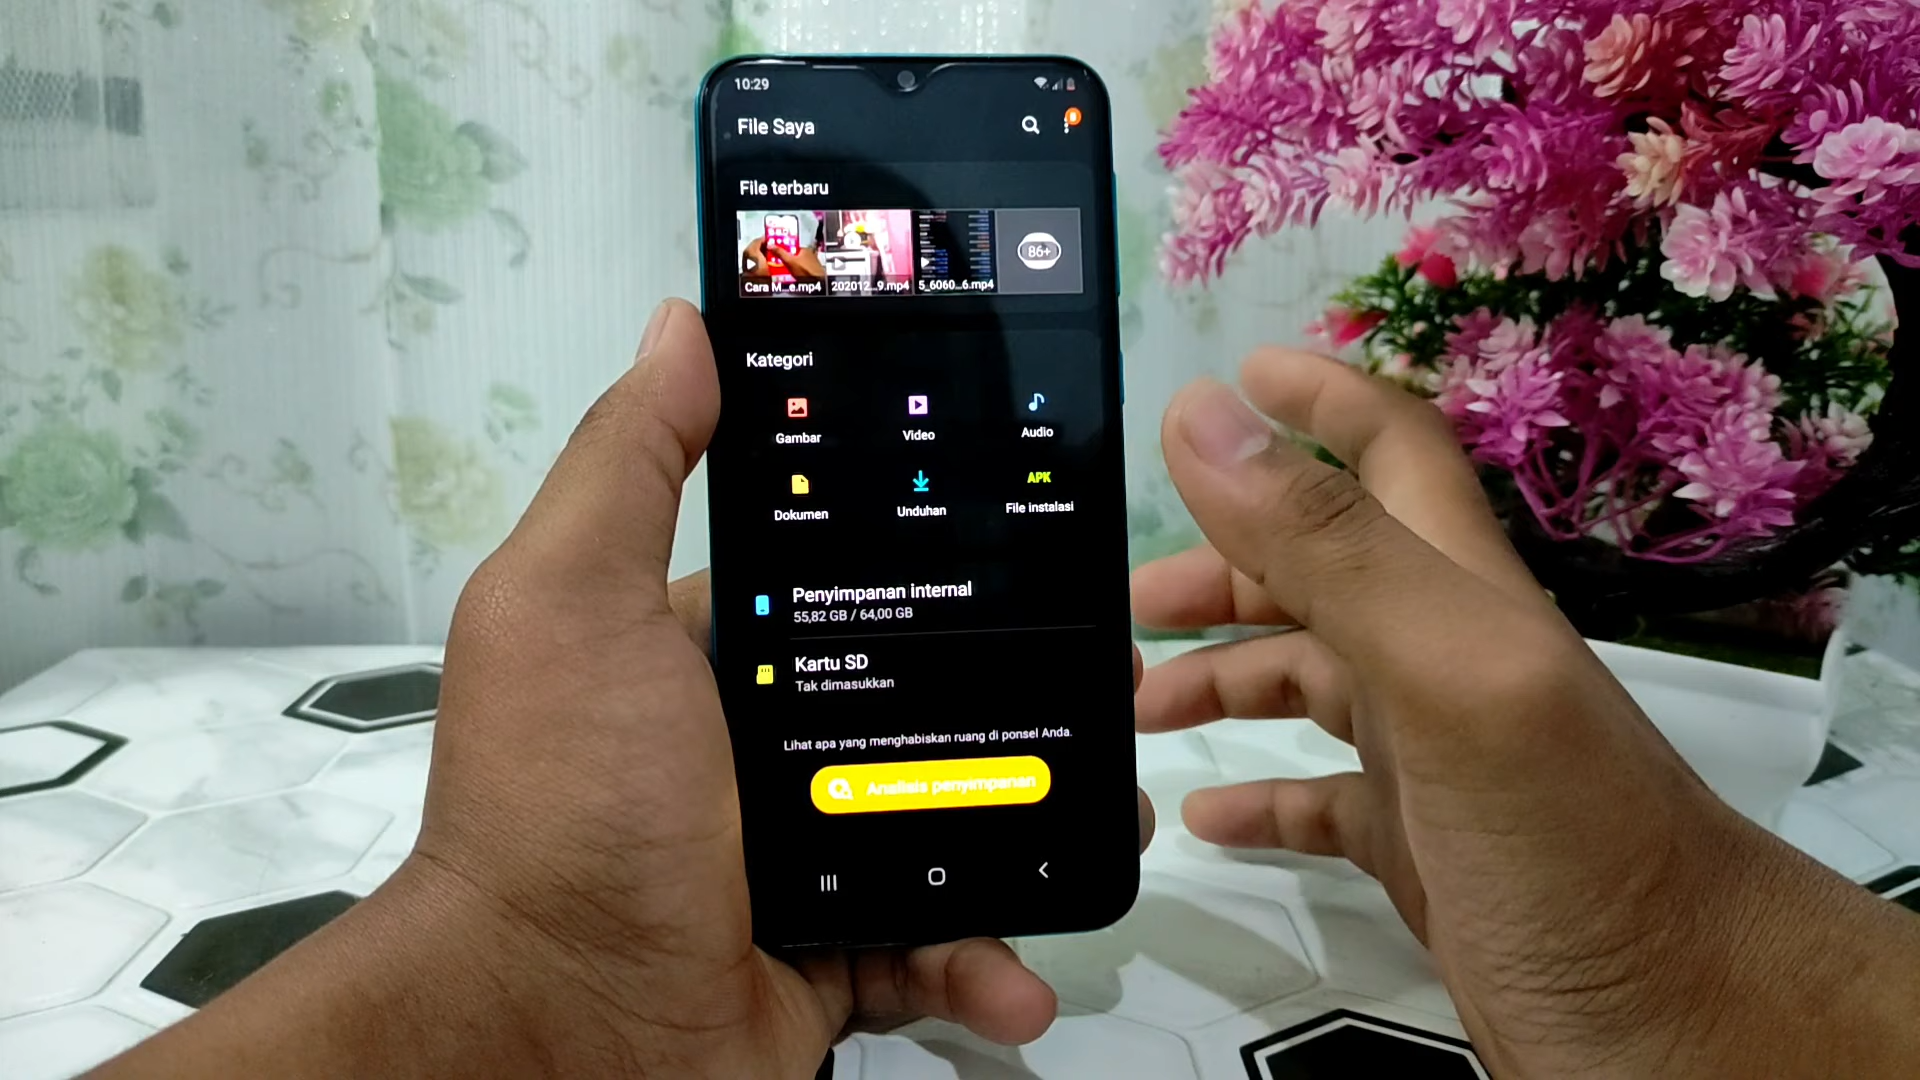 10:29
File Saya
File terbaru
Cara M...e.mp4
202012...9.mp4
5_6060...6.mp4
86+
Kategori
Gambar
Video
Audio
Dokumen
Unduhan
APK
File instalasi
Penyimpanan internal
55,82 GB / 64,00 GB
Kartu SD
Tak dimasukkan
Lihat apa yang menghabiskan ruang di ponsel Anda.
Analisis penyimpanan